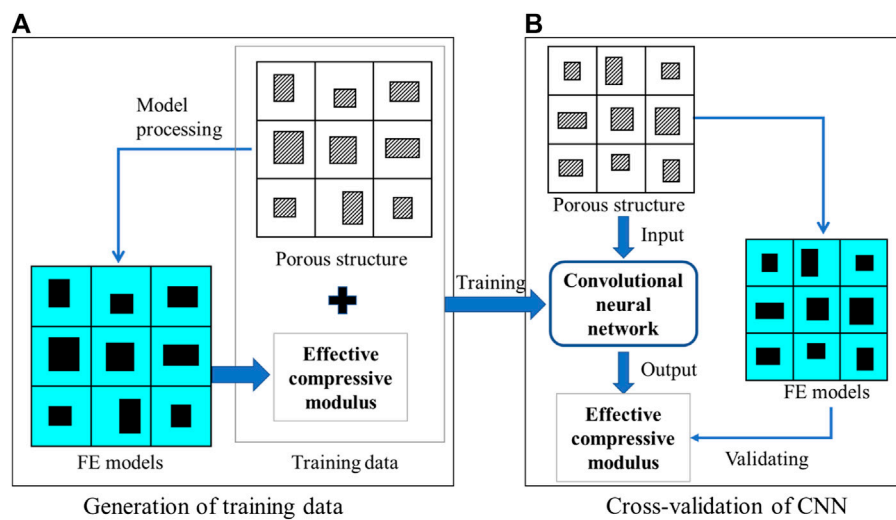 A
Model
processing
Porous structure
Effective
compressive
modulus
FE models
Training data
Generation of training data
Training
B
Porous structure
Input
Convolutional
neural
network
Output
Effective
compressive
modulus
FE models
Validating
Cross-validation of CNN